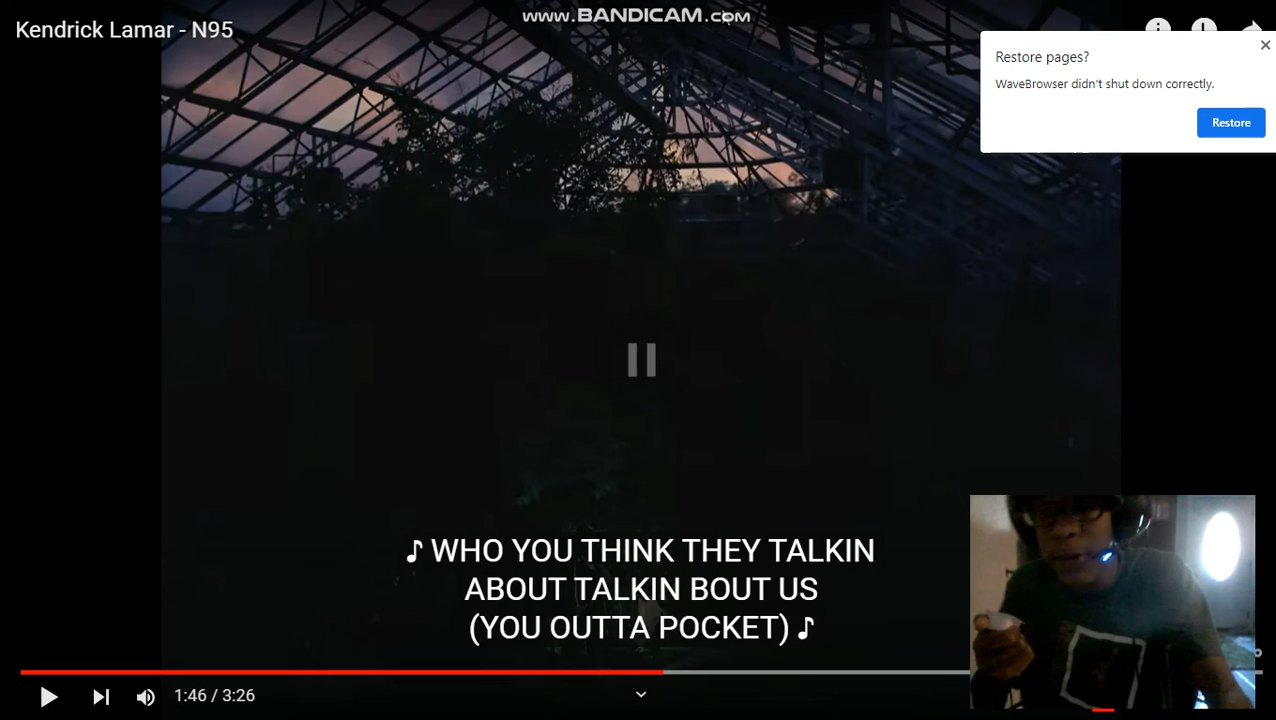 www.BANDICAM.com
Kendrick Lamar - N95
Restore pages?
WaveBrowser didn't shut down correctly.
Restore
♪ WHO YOU THINK THEY TALKIN
ABOUT TALKIN BOUT US
(YOU OUTTA POCKET) ♪
1:46 / 3:26